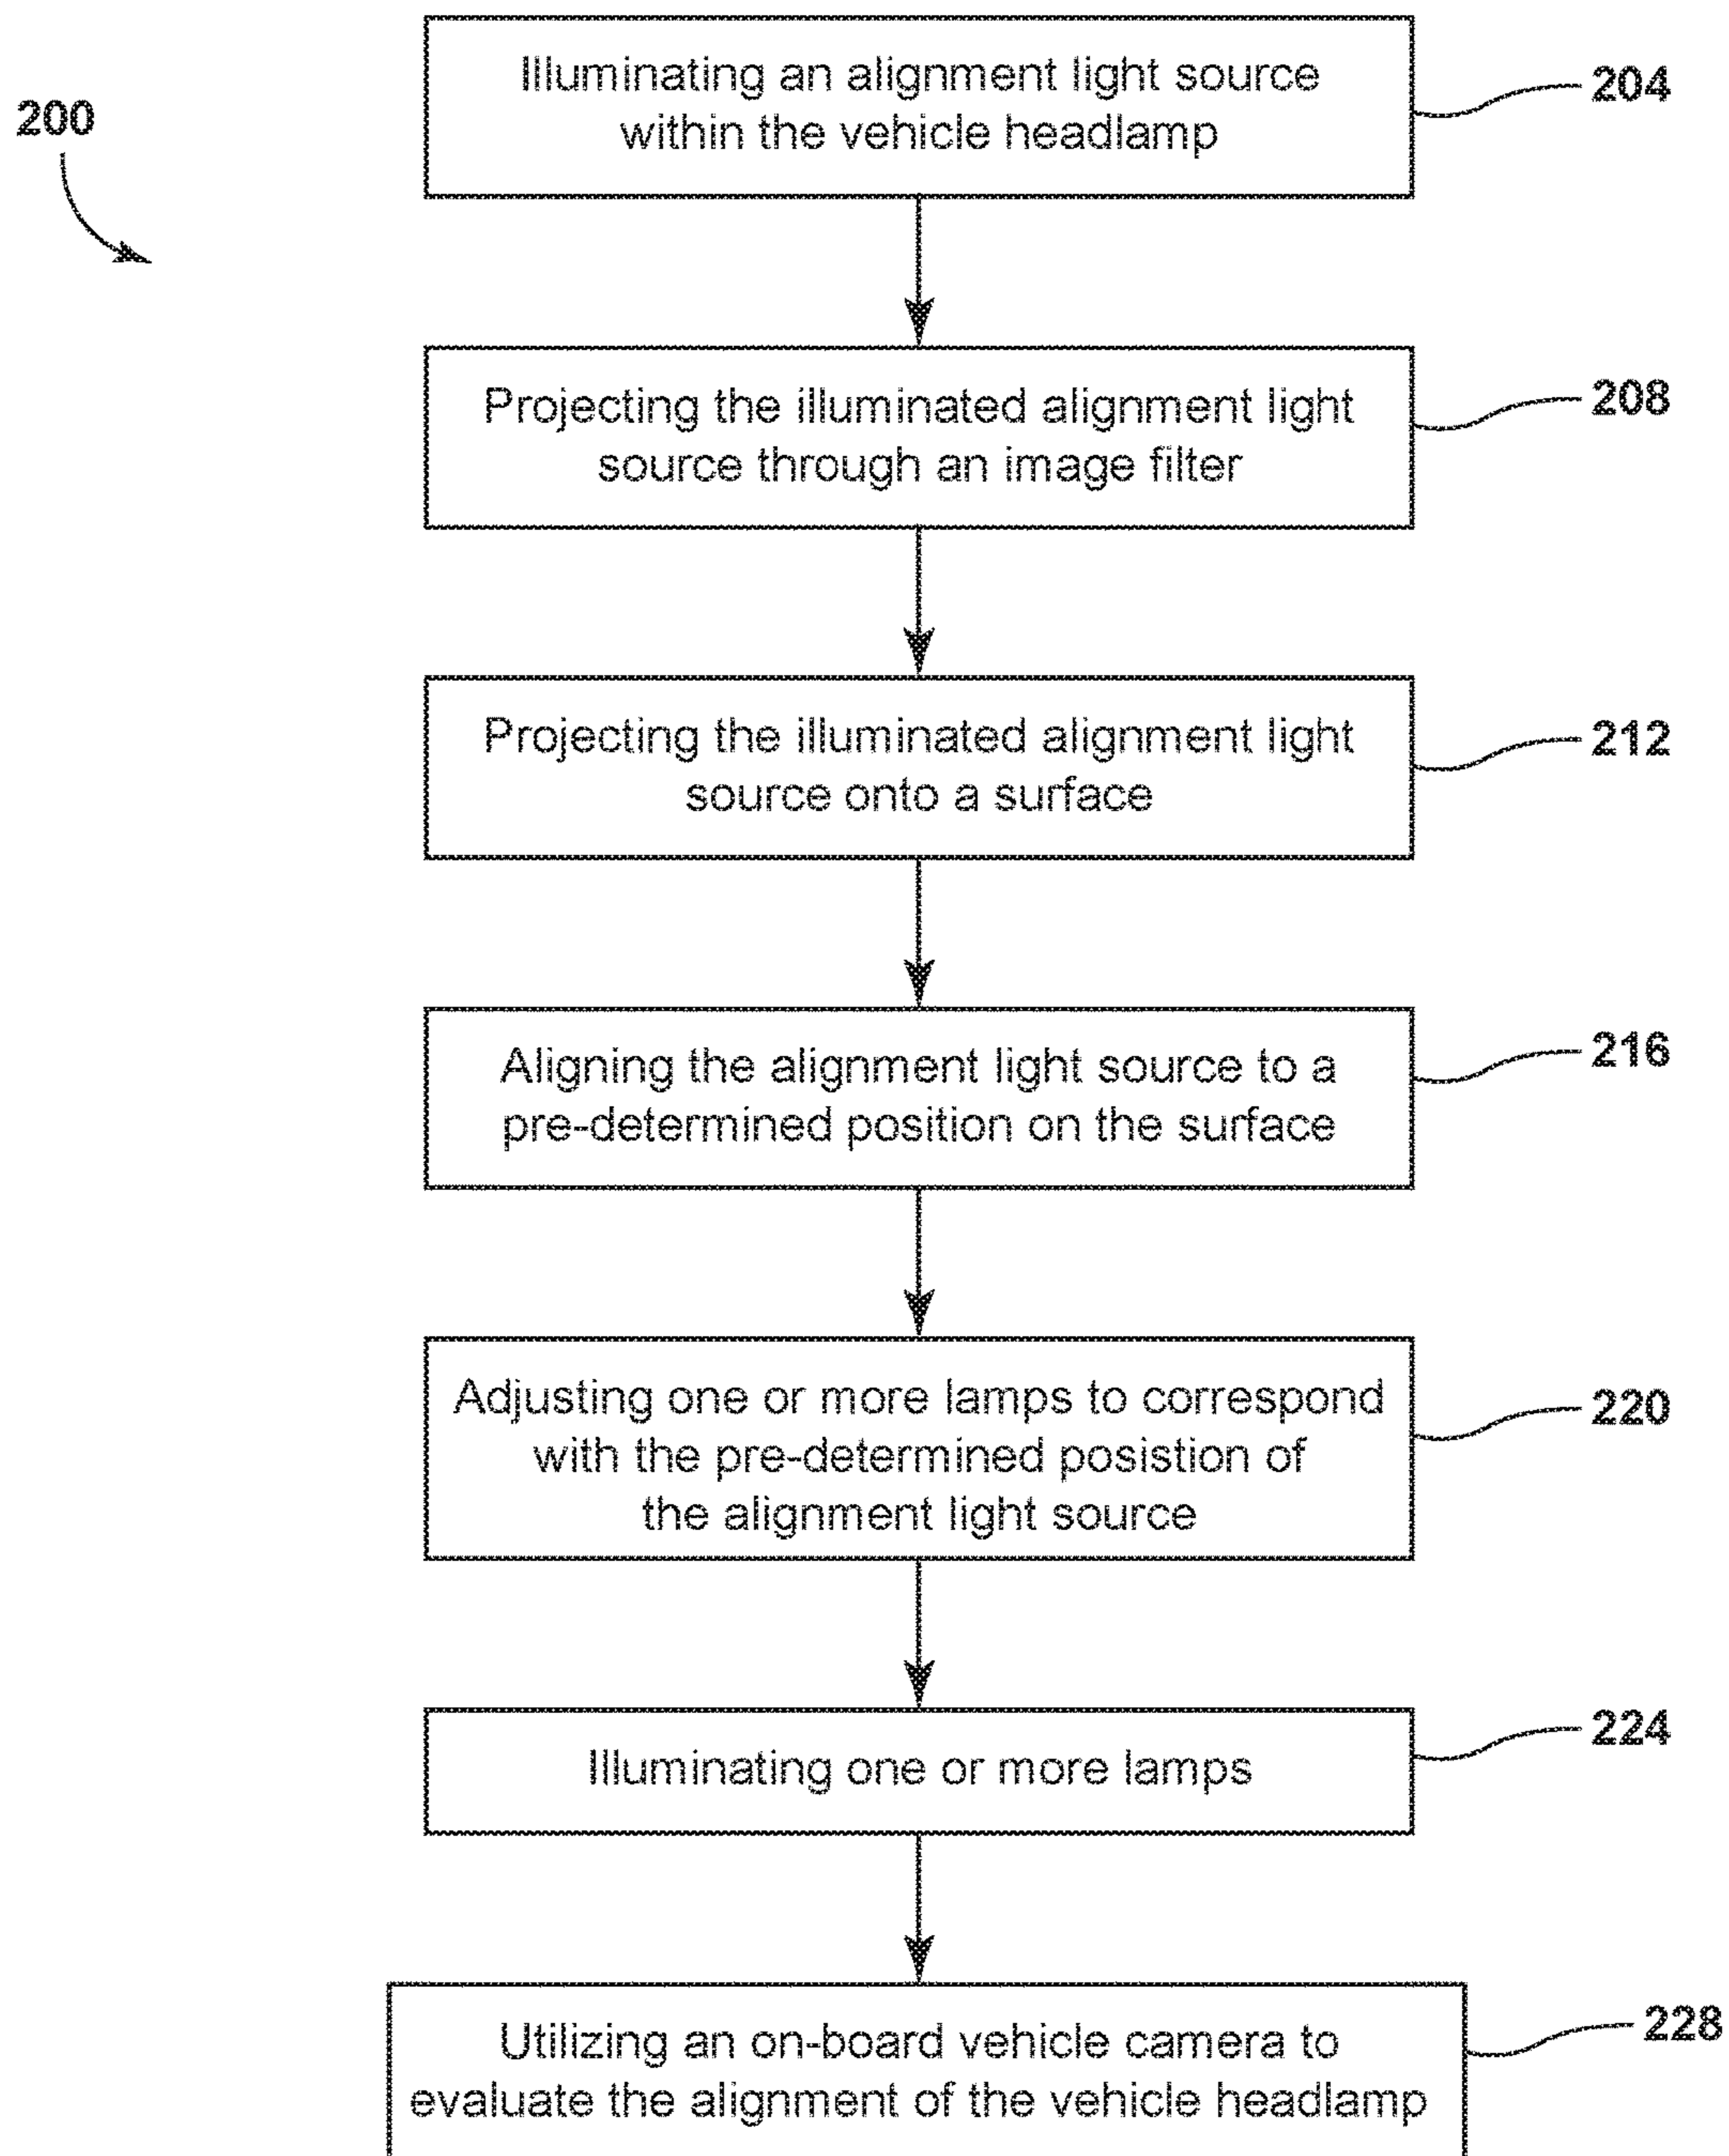 200
Illuminating an alignment light source
within the vehicle headlamp
204
Projecting the illuminated alignment light
source through an image filter
208
Projecting the illuminated alignment light
source onto a surface
212
Aligning the alignment light source to a
pre-determined position on the surface
216
Adjusting one or more lamps to correspond
with the pre-determined posistion of
the alignment light source
220
Illuminating one or more lamps
224
Utilizing an on-board vehicle camera to
evaluate the alignment of the vehicle headlamp
228